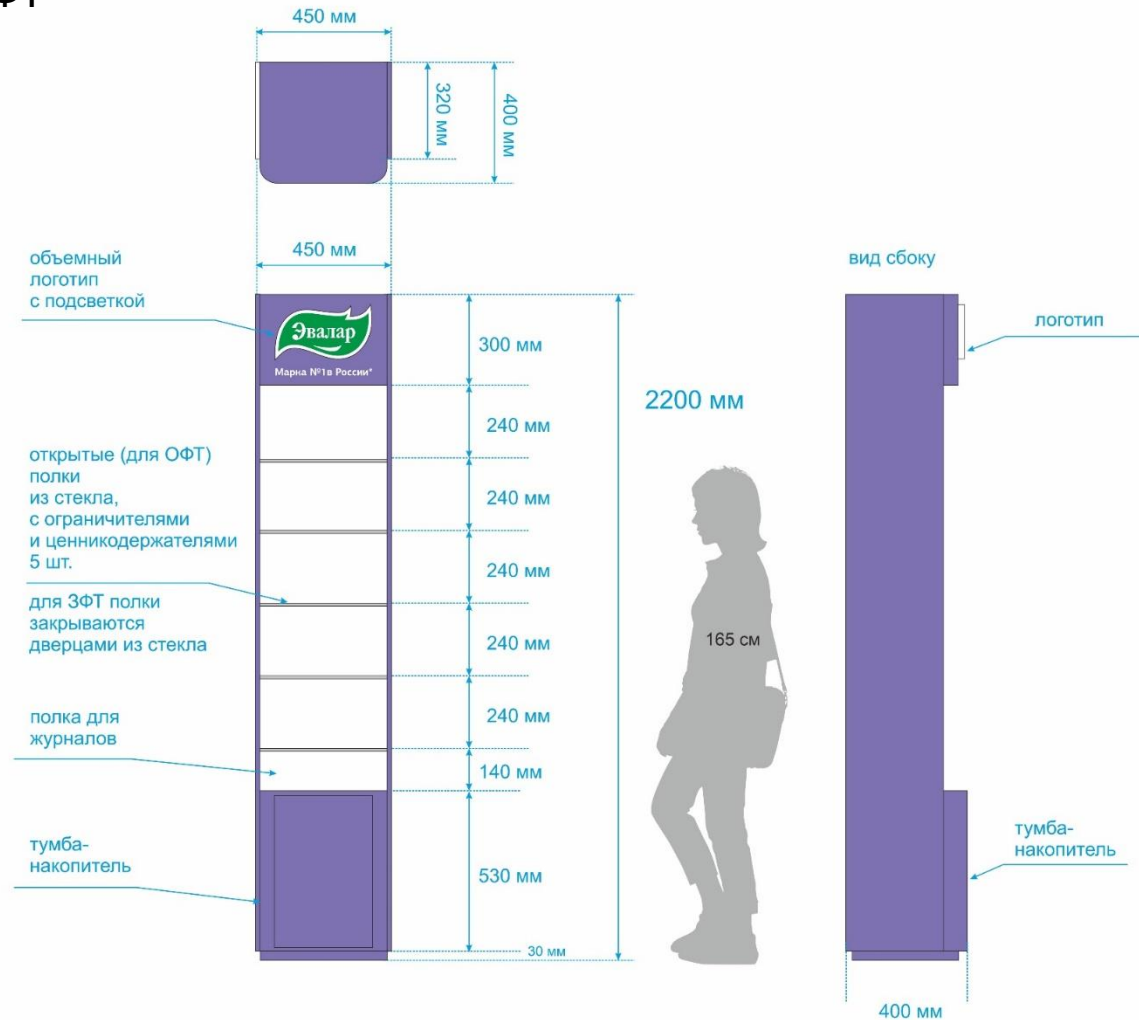 ФТ
450 мм
320 мм
400 мм
объемный
логотип
с подсветкой
450 мм
вид сбоку
Эвалар
Марка №1в России*
300 мм
логотип
2200 мм
240 мм
открытые (для ОФТ)
полки
из стекла,
с ограничителями
и ценникодержателями
5 шт.
240 мм
240 мм
для ЗФТ полки
закрываются
дверцами из стекла
240 мм
165 см
240 мм
полка для
журналов
140 мм
тумба-
накопитель
530 мм
тумба-
накопитель
30 мм
400 мм